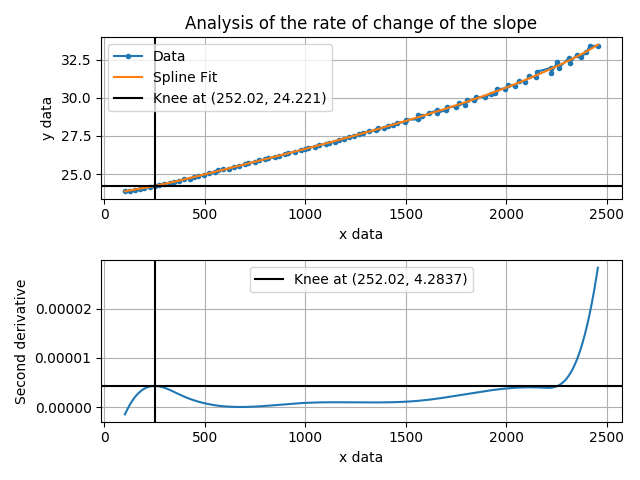 Analysis of the rate of change of the slope
32.5
30.0
27.5
25.0
y data
Data
Spline Fit
Knee at (252.02, 24.221)
0 500 1000 1500 2000 2500
x data
0.00002
0.00001
0.00000
Second derivative
Knee at (252.02, 4.2837)
0 500 1000 1500 2000 2500
x data